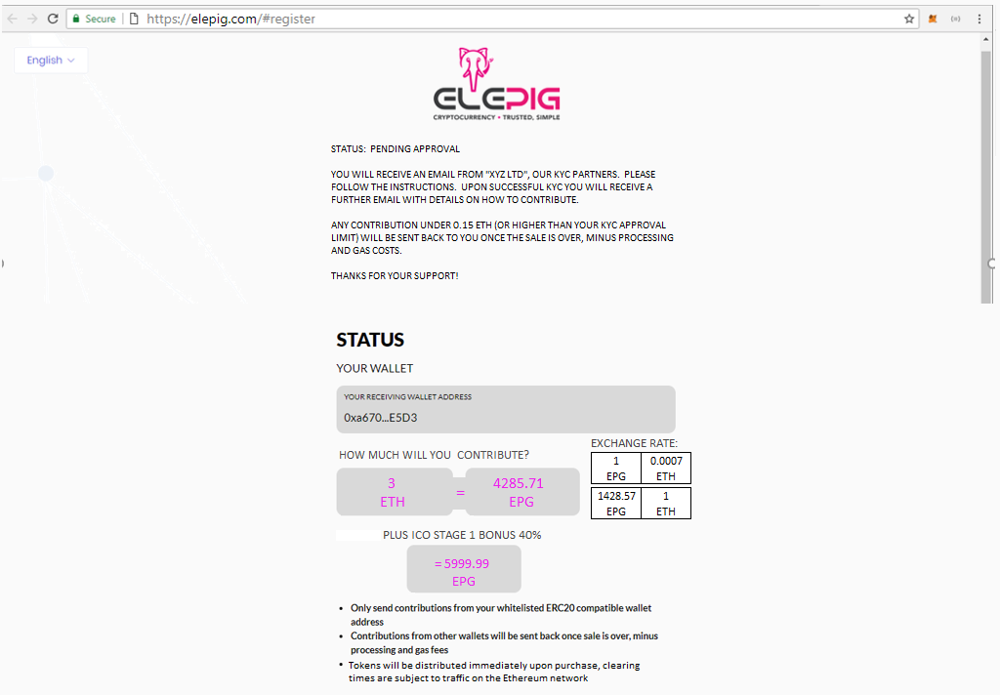 Secure
https://elepig.com/#register
English
ELEPIG
CRYPTOCURRENCY • TRUSTED, SIMPLE
STATUS: PENDING APPROVAL
YOU WILL RECEIVE AN EMAIL FROM "XYZ LTD", OUR KYC PARTNERS. PLEASE
FOLLOW THE INSTRUCTIONS. UPON SUCCESSFUL KYC YOU WILL RECEIVE A
FURTHER EMAIL WITH DETAILS ON HOW TO CONTRIBUTE.
ANY CONTRIBUTION UNDER 0.15 ETH (OR HIGHER THAN YOUR KYC APPROVAL
LIMIT) WILL BE SENT BACK TO YOU ONCE THE SALE IS OVER, MINUS PROCESSING
AND GAS COSTS.
THANKS FOR YOUR SUPPORT!
STATUS
YOUR WALLET
YOUR RECEIVING WALLET ADDRESS
0xa670...E5D3
HOW MUCH WILL YOU CONTRIBUTE?
3
ETH
=
4285.71
EPG
EXCHANGE RATE:
1 0.0007
EPG ETH
1428.57 1
EPG ETH
PLUS ICO STAGE 1 BONUS 40%
= 5999.99
EPG
• Only send contributions from your whitelisted ERC20 compatible wallet
address
• Contributions from other wallets will be sent back once sale is over, minus
processing and gas fees
• Tokens will be distributed immediately upon purchase, clearing
times are subject to traffic on the Ethereum network